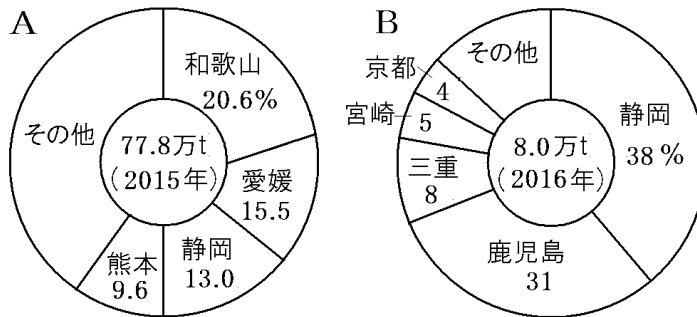 A
和歌山
20.6%
愛媛
15.5
静岡
13.0
熊本
9.6
その他
77.8万t
(2015年)
B
静岡
38%
鹿児島
31
三重
8
宮崎
5
京都
4
その他
8.0万t
(2016年)